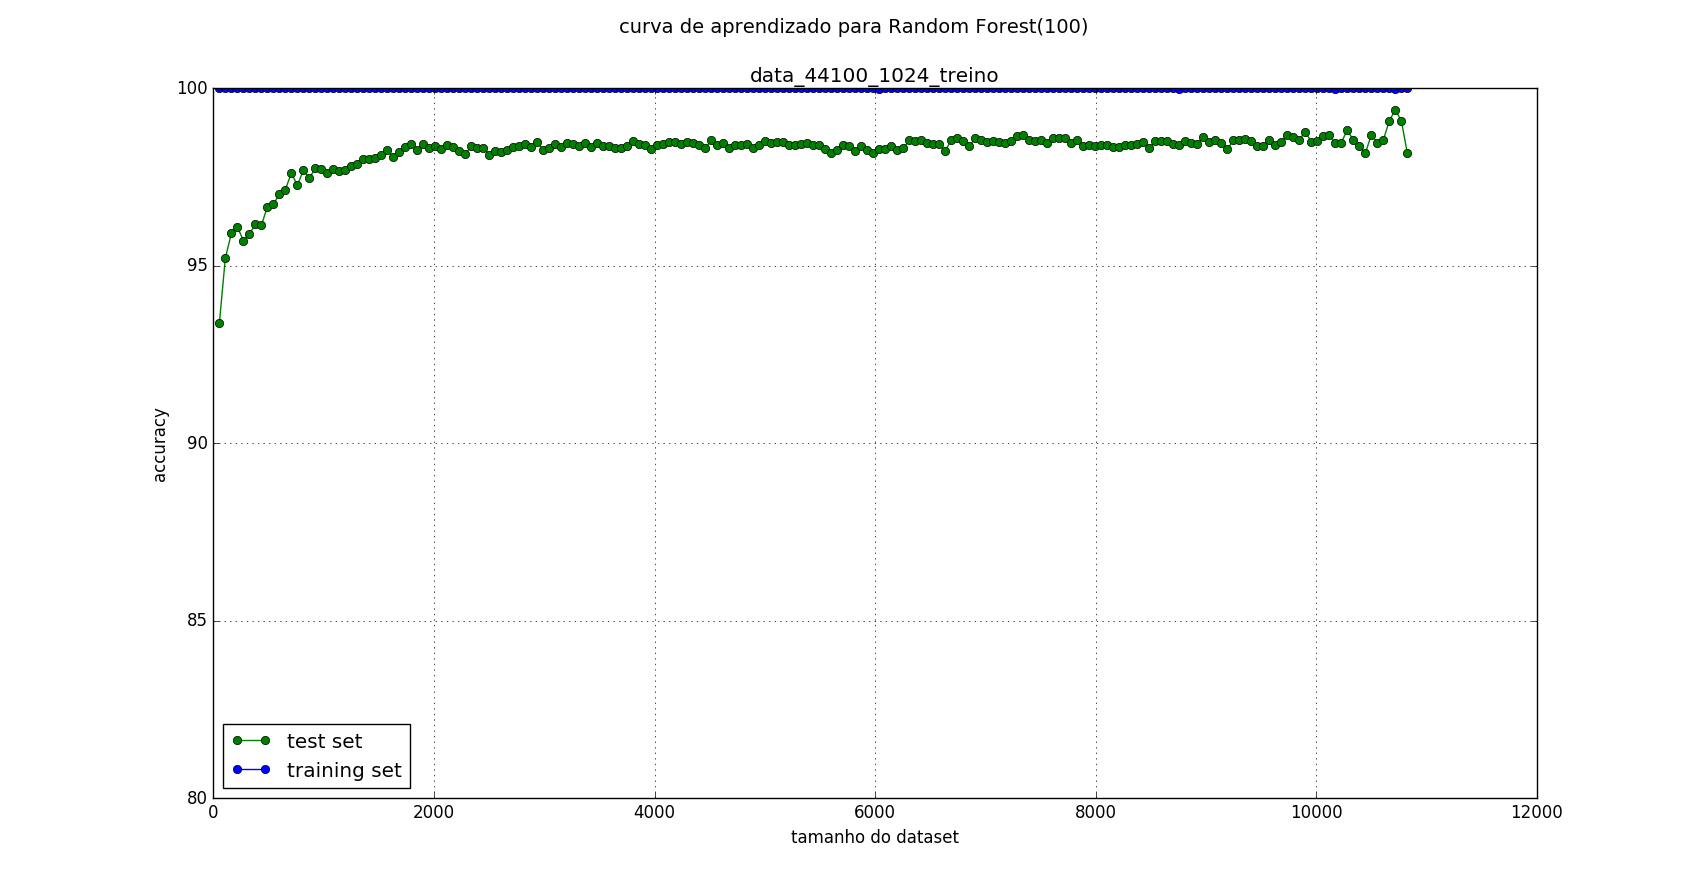 curva de aprendizado para Random Forest(100)
data_44100_1024_treino
100
95
90
85
80
accuracy
test set
training set
0 2000 4000 6000 8000 10000 12000
tamanho do dataset